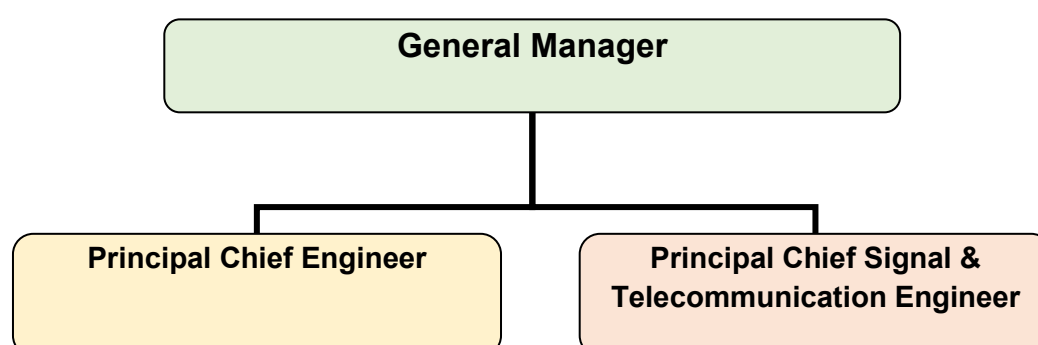 General Manager
Principal Chief Engineer
Principal Chief Signal &
Telecommunication Engineer